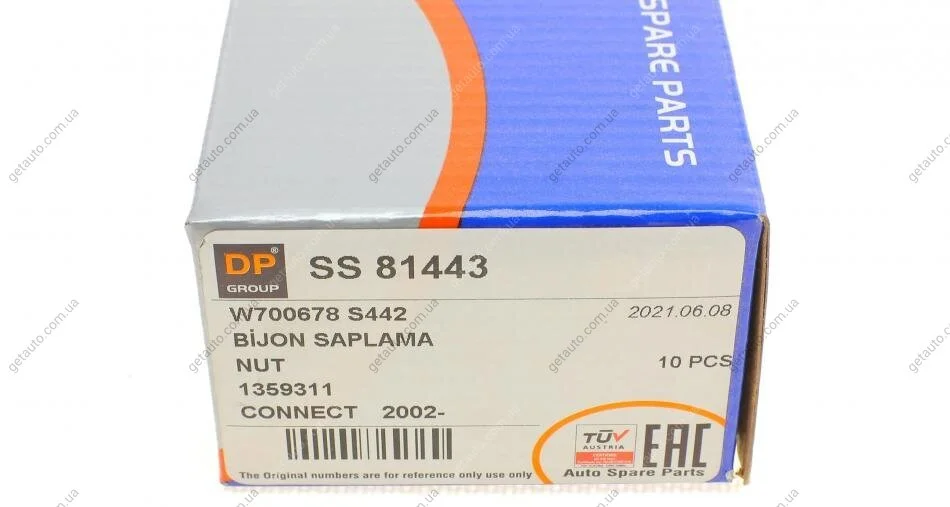 SPARE PARTS
DP®
GROUP
SS 81443
W700678 S442
2021.06.08
BİJON SAPLAMA
NUT
10 PCS
1359311
CONNECT 2002-
TÜV
AUSTRIA
EAC
Auto Spare Parts
The Original numbers are for reference only use only
getauto.com.ua